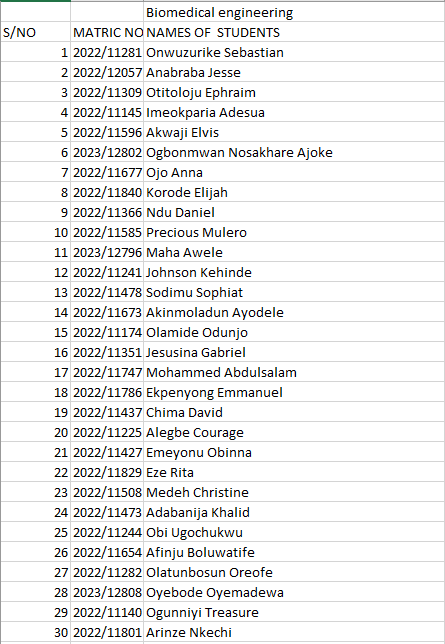 Biomedical engineering
S/NO MATRIC NO NAMES OF STUDENTS
1 2022/11281 Onwuzurike Sebastian
2 2022/12057 Anabraba Jesse
3 2022/11309 Otitoloju Ephraim
4 2022/11145 Imeokparia Adesua
5 2022/11596 Akwaji Elvis
6 2023/12802 Ogbonmwan Nosakhare Ajoke
7 2022/11677 Ojo Anna
8 2022/11840 Korode Elijah
9 2022/11366 Ndu Daniel
10 2022/11585 Precious Mulero
11 2023/12796 Maha Awele
12 2022/11241 Johnson Kehinde
13 2022/11478 Sodimu Sophiat
14 2022/11673 Akinmoladun Ayodele
15 2022/11174 Olamide Odunjo
16 2022/11351 Jesusina Gabriel
17 2022/11747 Mohammed Abdulsalam
18 2022/11786 Ekpenyong Emmanuel
19 2022/11437 Chima David
20 2022/11225 Alegbe Courage
21 2022/11427 Emeyonu Obinna
22 2022/11829 Eze Rita
23 2022/11508 Medeh Christine
24 2022/11473 Adabanija Khalid
25 2022/11244 Obi Ugochukwu
26 2022/11654 Afinju Boluwatife
27 2022/11282 Olatunbosun Oreofe
28 2023/12808 Oyebode Oyemadewa
29 2022/11140 Ogunniyi Treasure
30 2022/11801 Arinze Nkechi